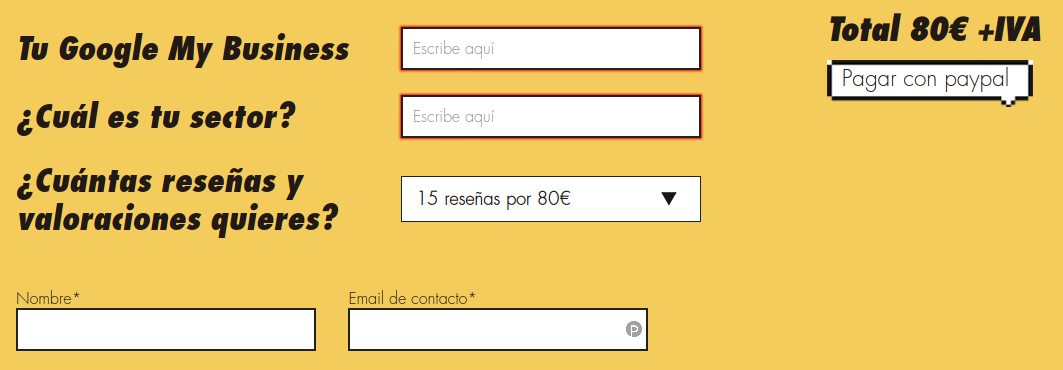 Tu Google My Business
Escribe aquí
Total 80€ +IVA
Pagar con paypal
¿Cuál es tu sector?
Escribe aquí
¿Cuántas reseñas y
valoraciones quieres?
15 reseñas por 80€
Nombre*
Email de contacto*